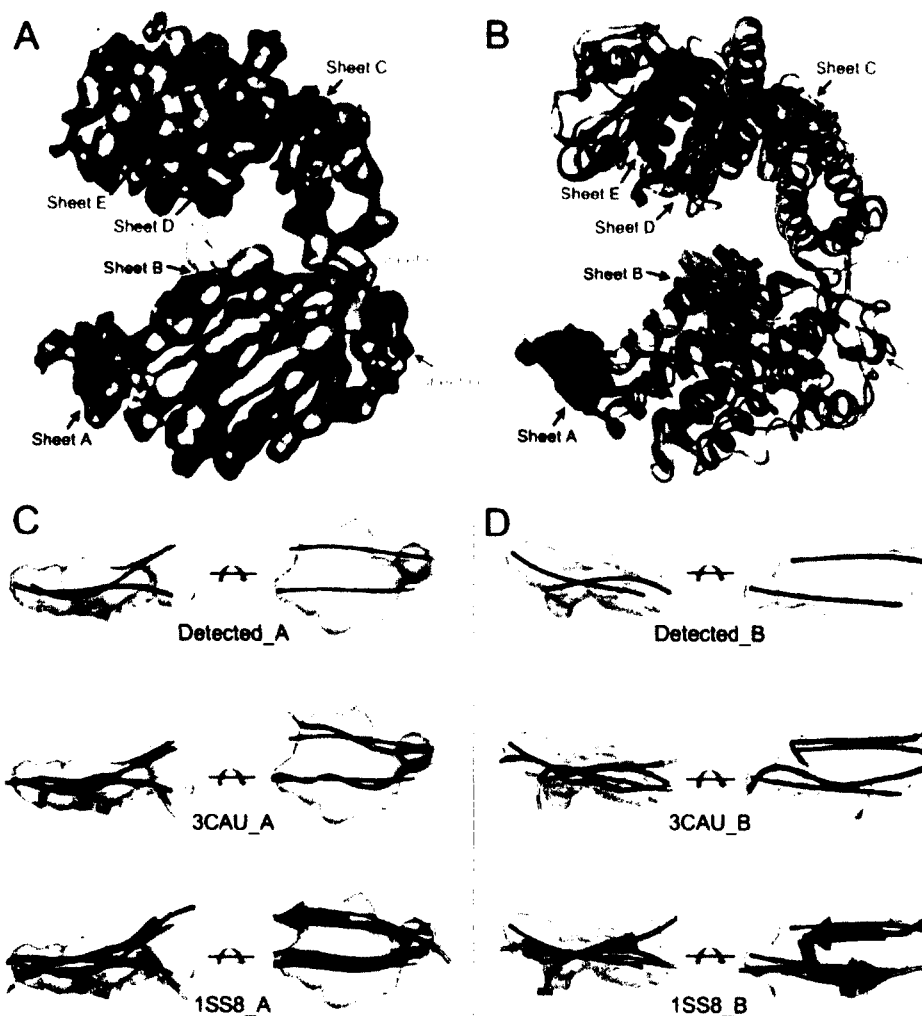 A
Sheet C
Sheet E
Sheet D
Sheet B
Sheet A
B
Sheet C
Sheet E
Sheet D
Sheet B
Sheet A
C
Detected_A
3CAU_A
1SS8_A
D
Detected_B
3CAU_B
1SS8_B